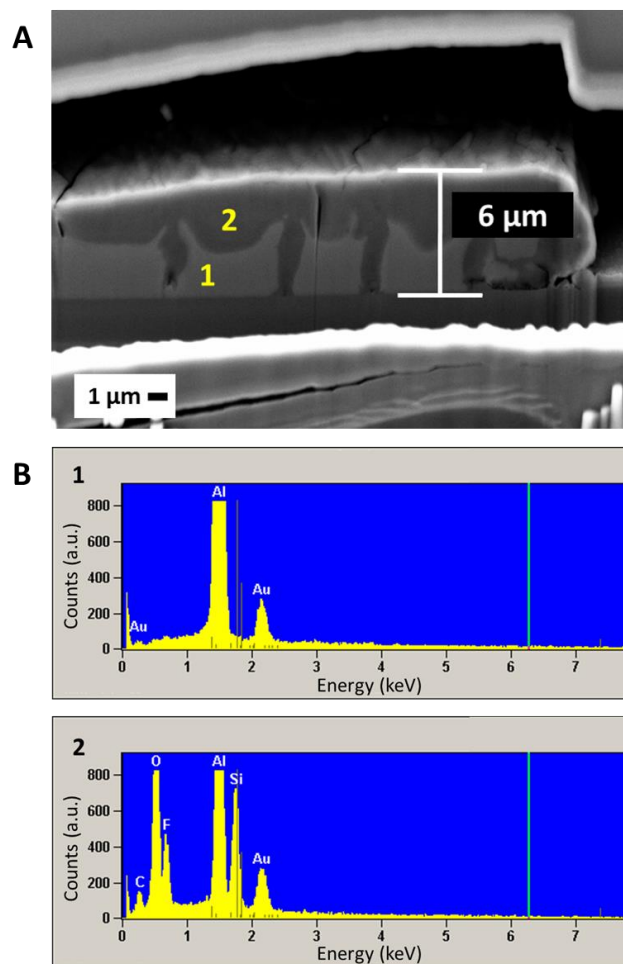 A
2
1
6 μm
1 μm
B
1
Al
Au
Au
Counts (a.u.)
800
600
400
200
0
0 1 2 3 4 5 6 7
Energy (keV)
2
O
Al
Si
F
C
Au
Counts (a.u.)
800
600
400
200
0
0 1 2 3 4 5 6 7
Energy (keV)